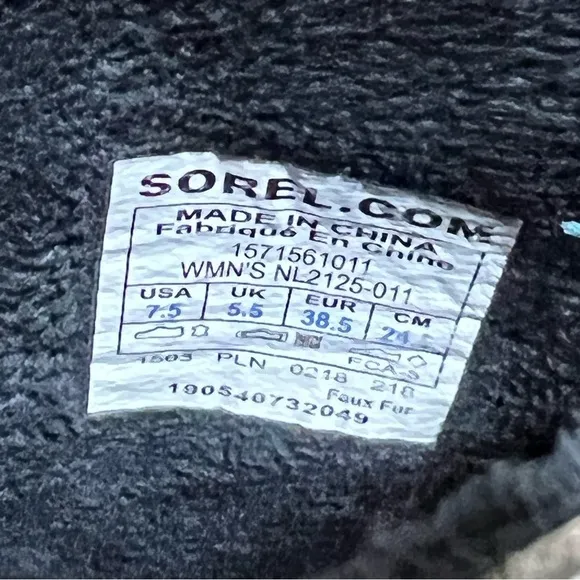 SOREL.COM
MADE IN CHINA
Fabriqué En Chine
1571561011
WMN'S NL2125-011
USA UK EUR CM
7.5 5.5 38.5
PLN 0218 218 FCA-S
190540732049 Faux Fur